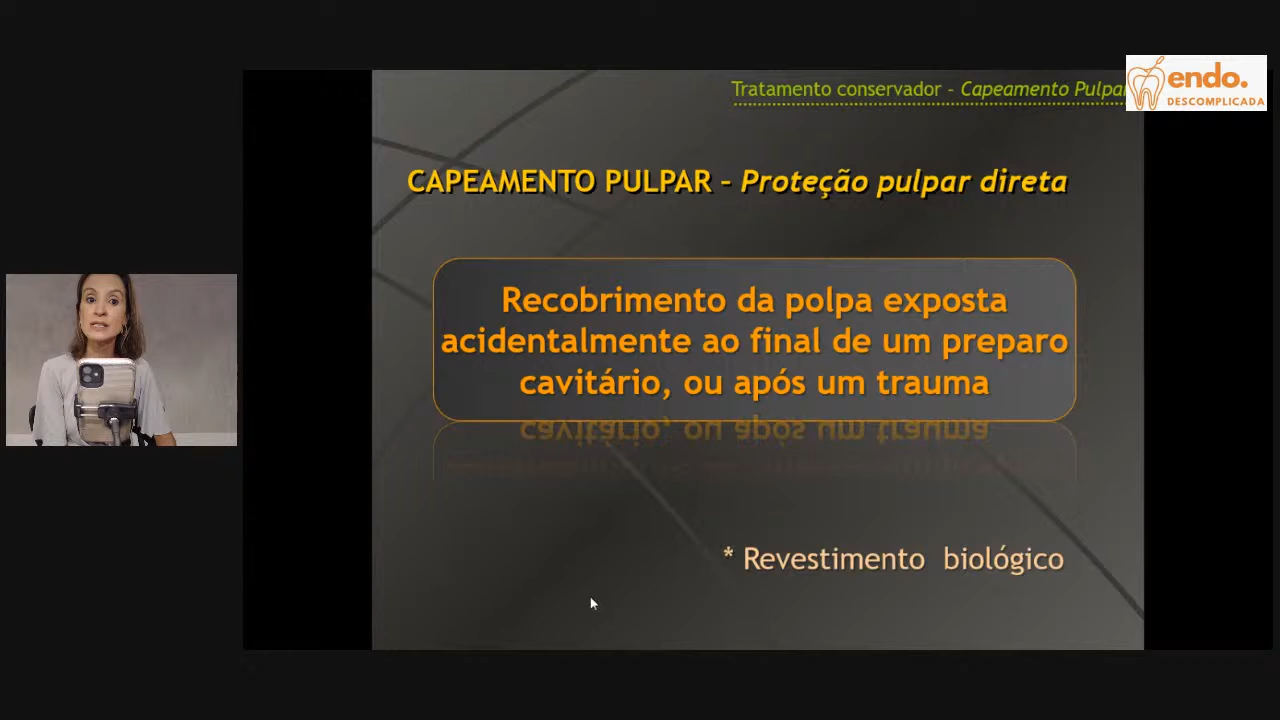 Tratamento conservador – Capeamento Pulpar
endo.
DESCOMPLICADA
CAPEAMENTO PULPAR – Proteção pulpar direta
Recobrimento da polpa exposta
acidentalmente ao final de um preparo
cavitário, ou após um trauma
* Revestimento biológico